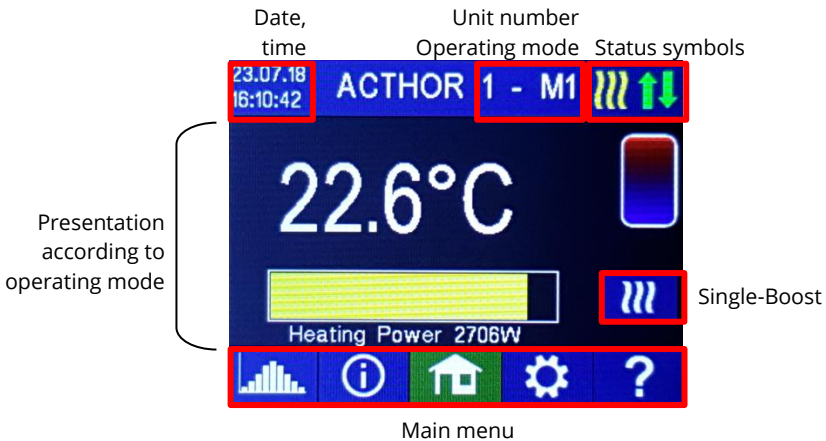 Date,
time
Unit number
Operating mode
Status symbols
23.07.18
16:10:42
ACTHOR 1 - M1
Presentation
according to
operating mode
22.6°C
Heating Power 2706W
Single-Boost
i
?
Main menu